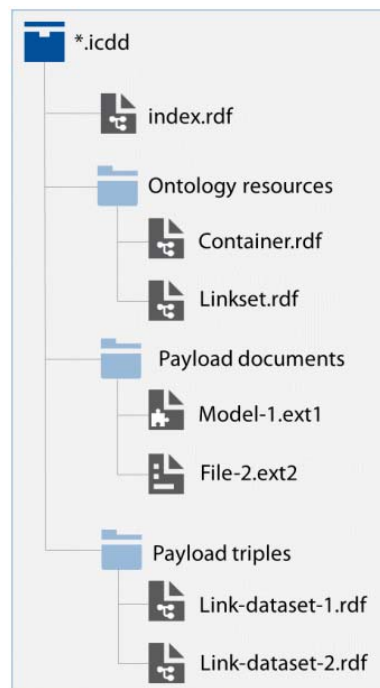 *.icdd
index.rdf
Ontology resources
Container.rdf
Linkset.rdf
Payload documents
Model-1.ext1
File-2.ext2
Payload triples
Link-dataset-1.rdf
Link-dataset-2.rdf